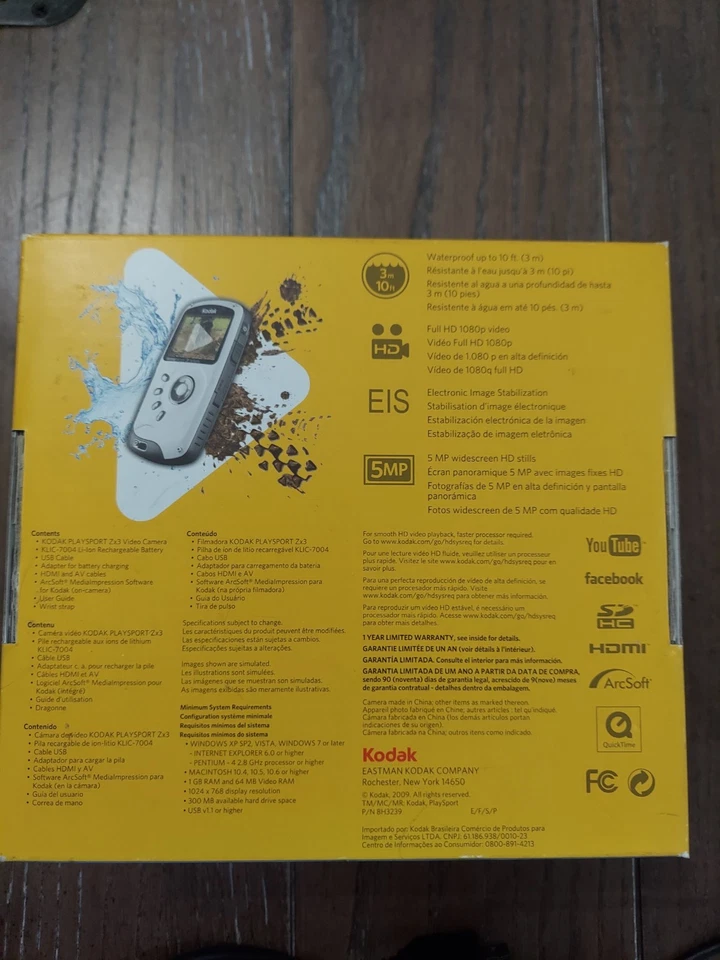 Kodak
3 m
10 ft
Waterproof up to 10 ft. (3 m)
Résistante à l'eau jusqu'à 3 m (10 pi)
Resistente al agua a una profundidad de hasta
3 m (10 pies)
Resistente à água em até 10 pés. (3 m)
HD
Full HD 1080p video
Vidéo Full HD 1080p
Vídeo de 1.080 p en alta definición
Vídeo de 1080q full HD
EIS
Electronic Image Stabilization
Stabilisation d'image électronique
Estabilización electrónica de la imagen
Estabilização de imagem eletrônica
5MP
5 MP widescreen HD stills
Écran panoramique 5 MP avec images fixes HD
Fotografías de 5 MP en alta definición y pantalla
panorámica
Fotos widescreen de 5 MP com qualidade HD
Contents
• KODAK PLAYSPORT Zx3 Video Camera
• KLIC-7004 Li-Ion Rechargeable Battery
• USB Cable
• Adapter for battery charging
• HDMI and AV cables
• ArcSoft® MediaImpression Software
for Kodak (on-camera)
• User Guide
• Wrist strap
Contenu
• Caméra vidéo KODAK PLAYSPORT Zx3
• Pile rechargeable aux ions de lithium
KLIC-7004
• Câble USB
• Adaptateur c. a. pour recharger la pile
• Câbles HDMI et AV
• Logiciel ArcSoft® MediaImpression pour
Kodak (intégré)
• Guide d'utilisation
• Dragonne
Contenido
• Cámara de vídeo KODAK PLAYSPORT Zx3
• Pila recargable de ion-litio KLIC-7004
• Cable USB
• Adaptador para cargar la pila
• Cables HDMI y AV
• Software ArcSoft® MediaImpression para
Kodak (en la cámara)
• Guía del usuario
• Correa de mano
Conteúdo
• Filmadora KODAK PLAYSPORT Zx3
• Pilha de íon de lítio recarregável KLIC-7004
• Cabo USB
• Adaptador para carregamento da bateria
• Cabos HDMI e AV
• Software ArcSoft® MediaImpression para
Kodak (na própria filmadora)
• Guia do Usuário
• Tira de pulso
Specifications subject to change.
Les caractéristiques du produit peuvent être modifiées.
Las especificaciones están sujetas a cambios.
Especificações sujeitas a alterações.
Images shown are simulated.
Les illustrations sont simulées.
Las imágenes que se muestran son simuladas.
As imagens exibidas são meramente ilustrativas.
Minimum System Requirements
Configuration système minimale
Requisitos mínimos del sistema
Requisitos mínimos do sistema
• WINDOWS XP SP2, VISTA, WINDOWS 7 or later
- INTERNET EXPLORER 6.0 or higher
- PENTIUM - 4 2.8 GHz processor or higher
• MACINTOSH 10.4, 10.5, 10.6 or higher
• 1 GB RAM and 64 MB Video RAM
• 1024 x 768 display resolution
• 300 MB available hard drive space
• USB v1.1 or higher
For smooth HD video playback, faster processor required.
Go to www.kodak.com/go/hdsysreq for details.
Pour une lecture vidéo HD fluide, veuillez utiliser un processeur
plus rapide. Visitez le site www.kodak.com/go/hdsysreq pour en
savoir plus.
Para una perfecta reproducción de vídeo de alta definición, se
requiere un procesador más rápido. Visite
www.kodak.com/go/hdsysreq para obtener más información.
Para reproduzir um vídeo HD estável, é necessário um
processador mais rápido. Acesse www.kodak.com/go/hdsysreq
para obter mais detalhes.
1 YEAR LIMITED WARRANTY, see inside for details.
GARANTIE LIMITÉE DE UN AN (voir détails à l'intérieur).
GARANTÍA LIMITADA. Consulte el interior para más información.
GARANTIA LIMITADA DE UM ANO A PARTIR DA DATA DE COMPRA,
sendo 90 (noventa) dias de garantia legal, acrescido de 9(nove) meses
de garantia contratual - detalhes dentro da embalagem.
Camera made in China; other items as marked thereon.
Appareil photo fabriqué en Chine; autres articles : tel qu'indiqué.
Cámara fabricada en China (los demás artículos portan
indicaciones de su origen).
Câmera fabricada na China; outros itens como indicado.
Kodak
EASTMAN KODAK COMPANY
Rochester, New York 14650
© Kodak, 2009. All rights reserved.
TM/MC/MR: Kodak, PlaySport
P/N 8H3239
E/F/S/P
Importado por: Kodak Brasileira Comércio de Produtos para
Imagem e Serviços LTDA. CNPJ. 61.186.938/0010-23
Centro de Informações ao Consumidor: 0800-891-4213
YouTube
facebook
SD
HC
HDMI
ArcSoft
QuickTime
FC